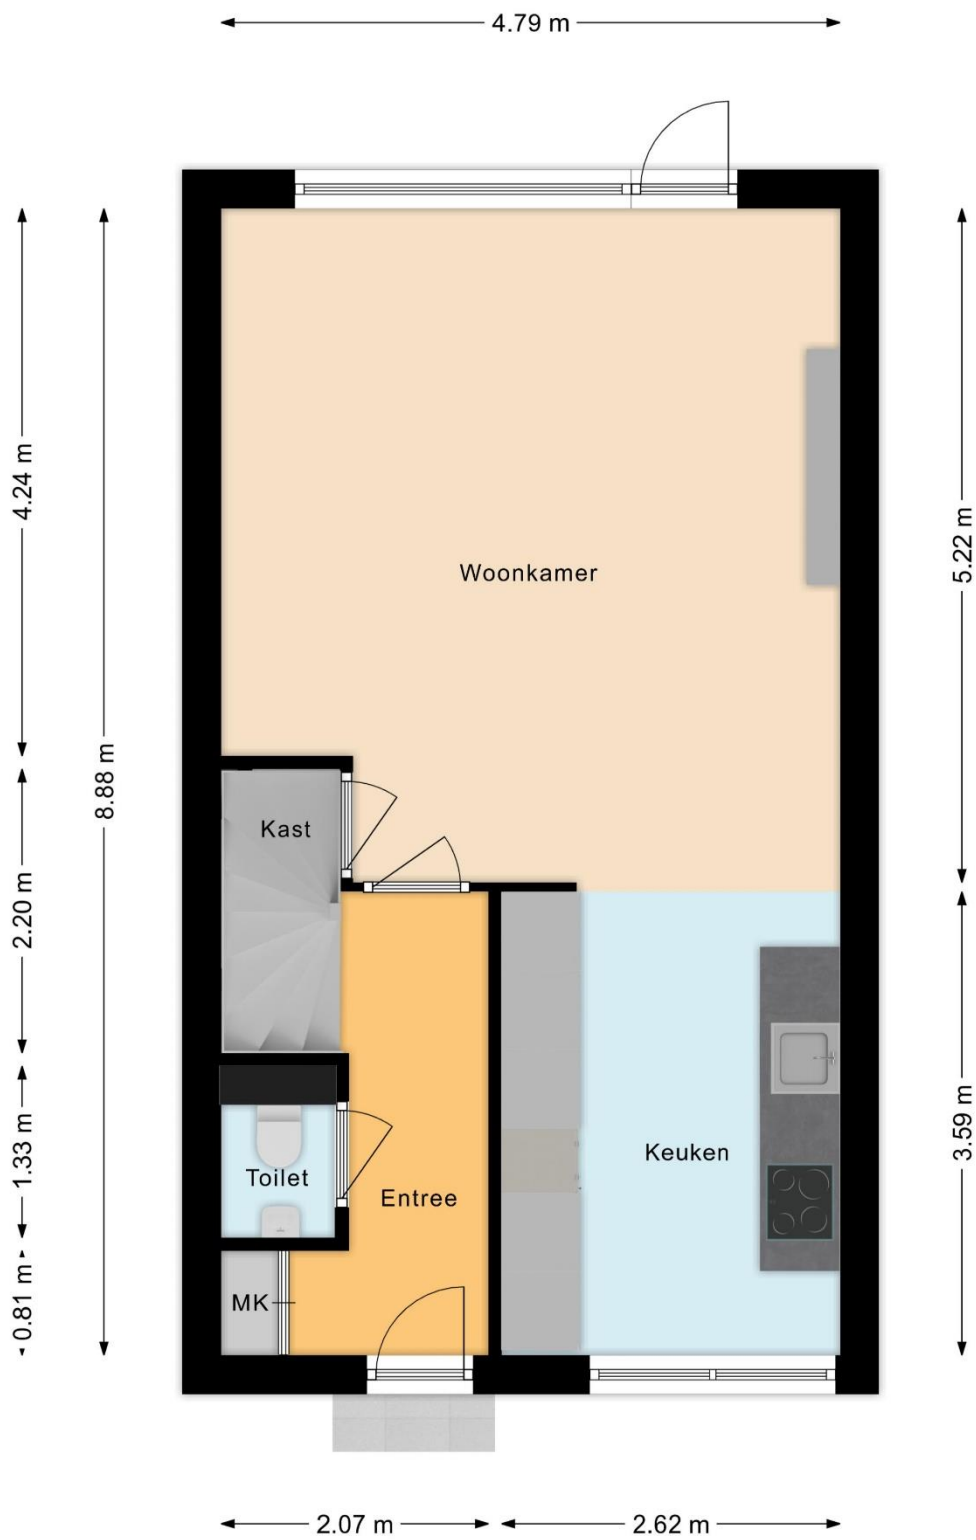 4.79 m
4.24 m
8.88 m
5.22 m
Woonkamer
Kast
2.20 m
1.33 m
Toilet
Entree
Keuken
3.59 m
0.81 m
MK
2.07 m
2.62 m